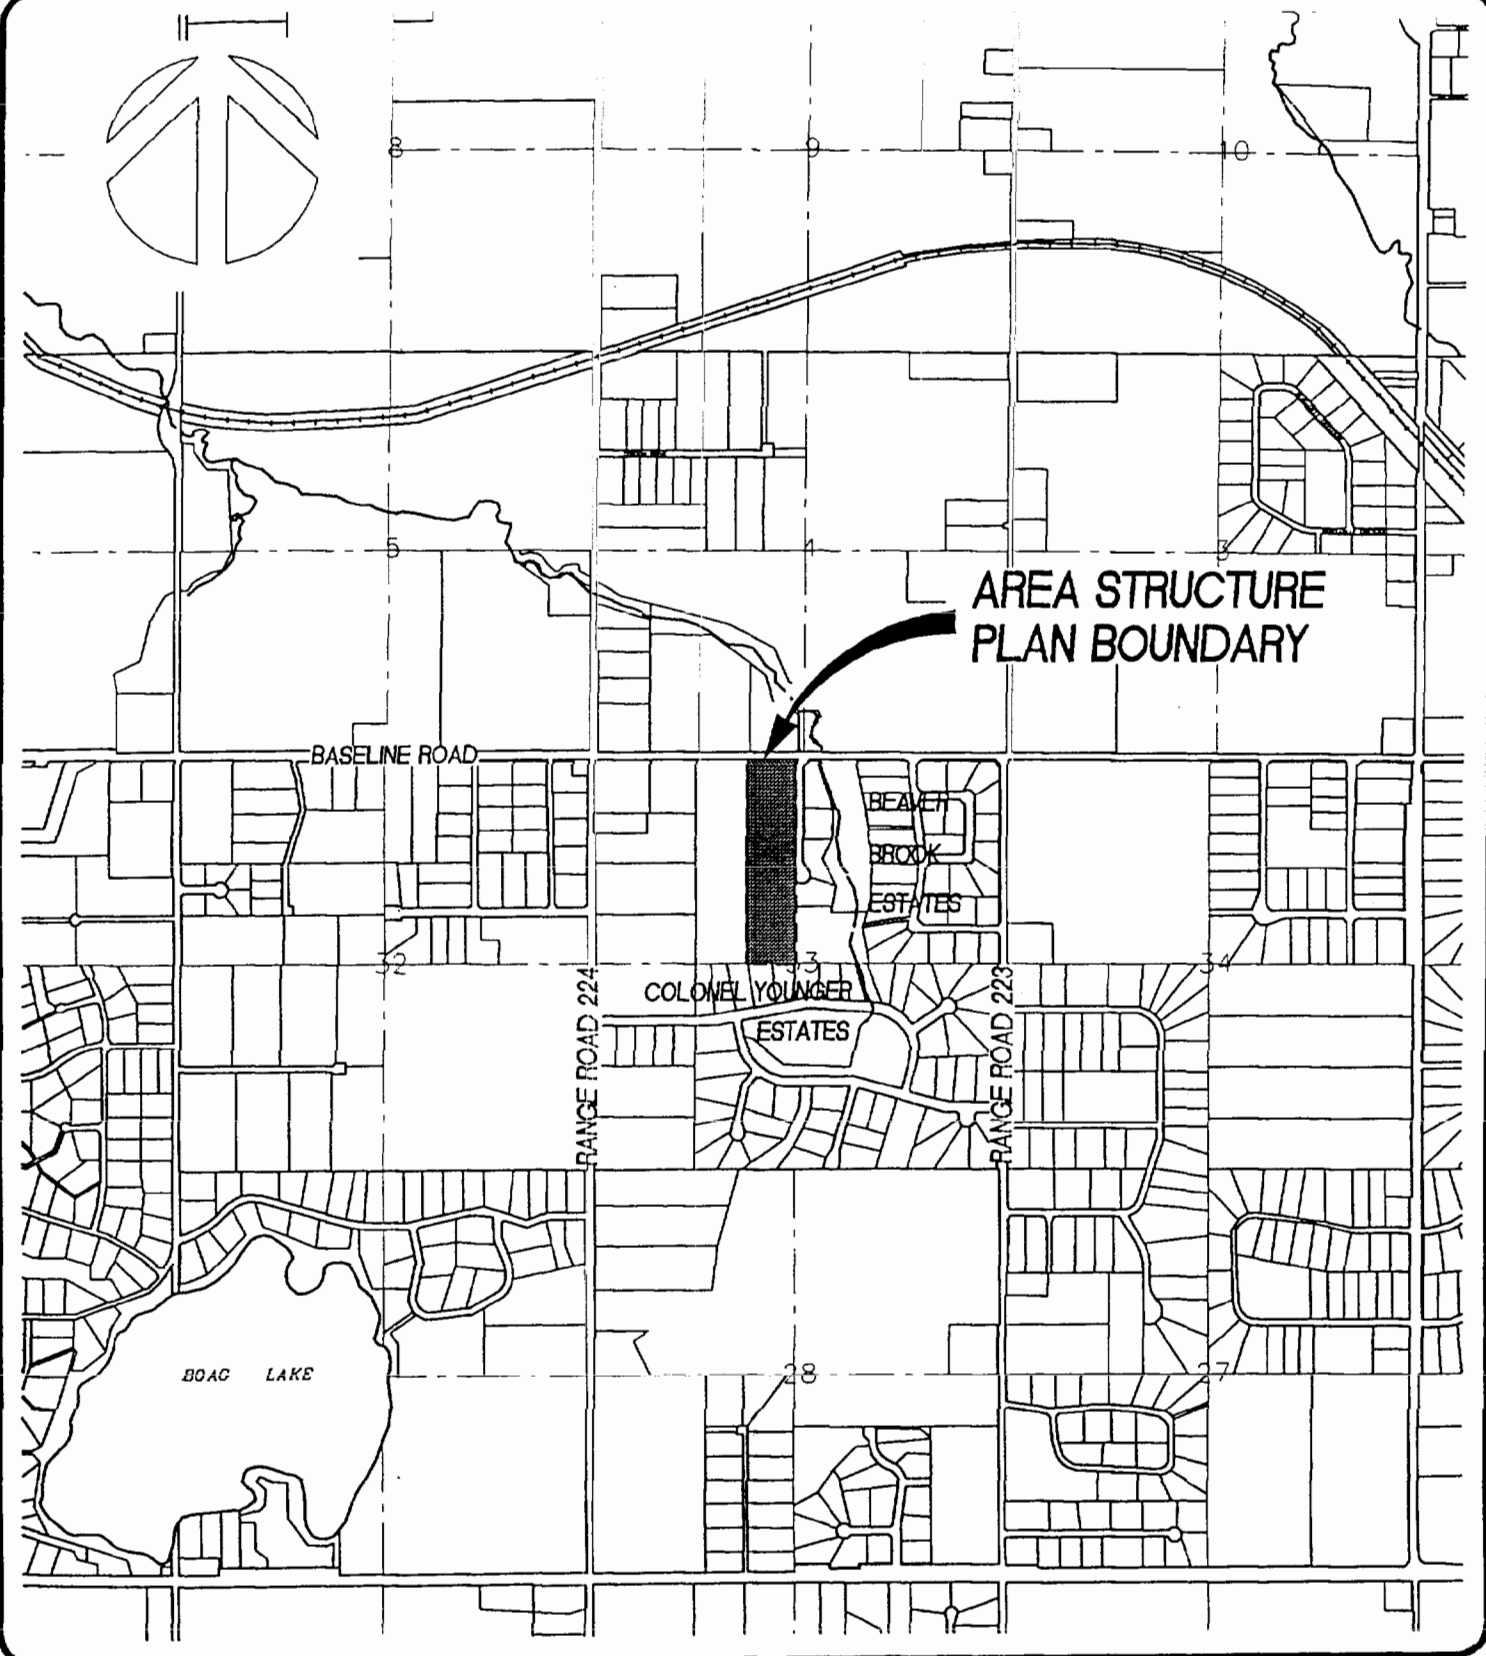 8
9
10
5
4
3
AREA STRUCTURE
PLAN BOUNDARY
BASELINE ROAD
BEAVER
BROOK
ESTATES
32
33
34
COLONEL YOUNGER
ESTATES
RANGE ROAD 224
RANGE ROAD 223
BOAG LAKE
28
27